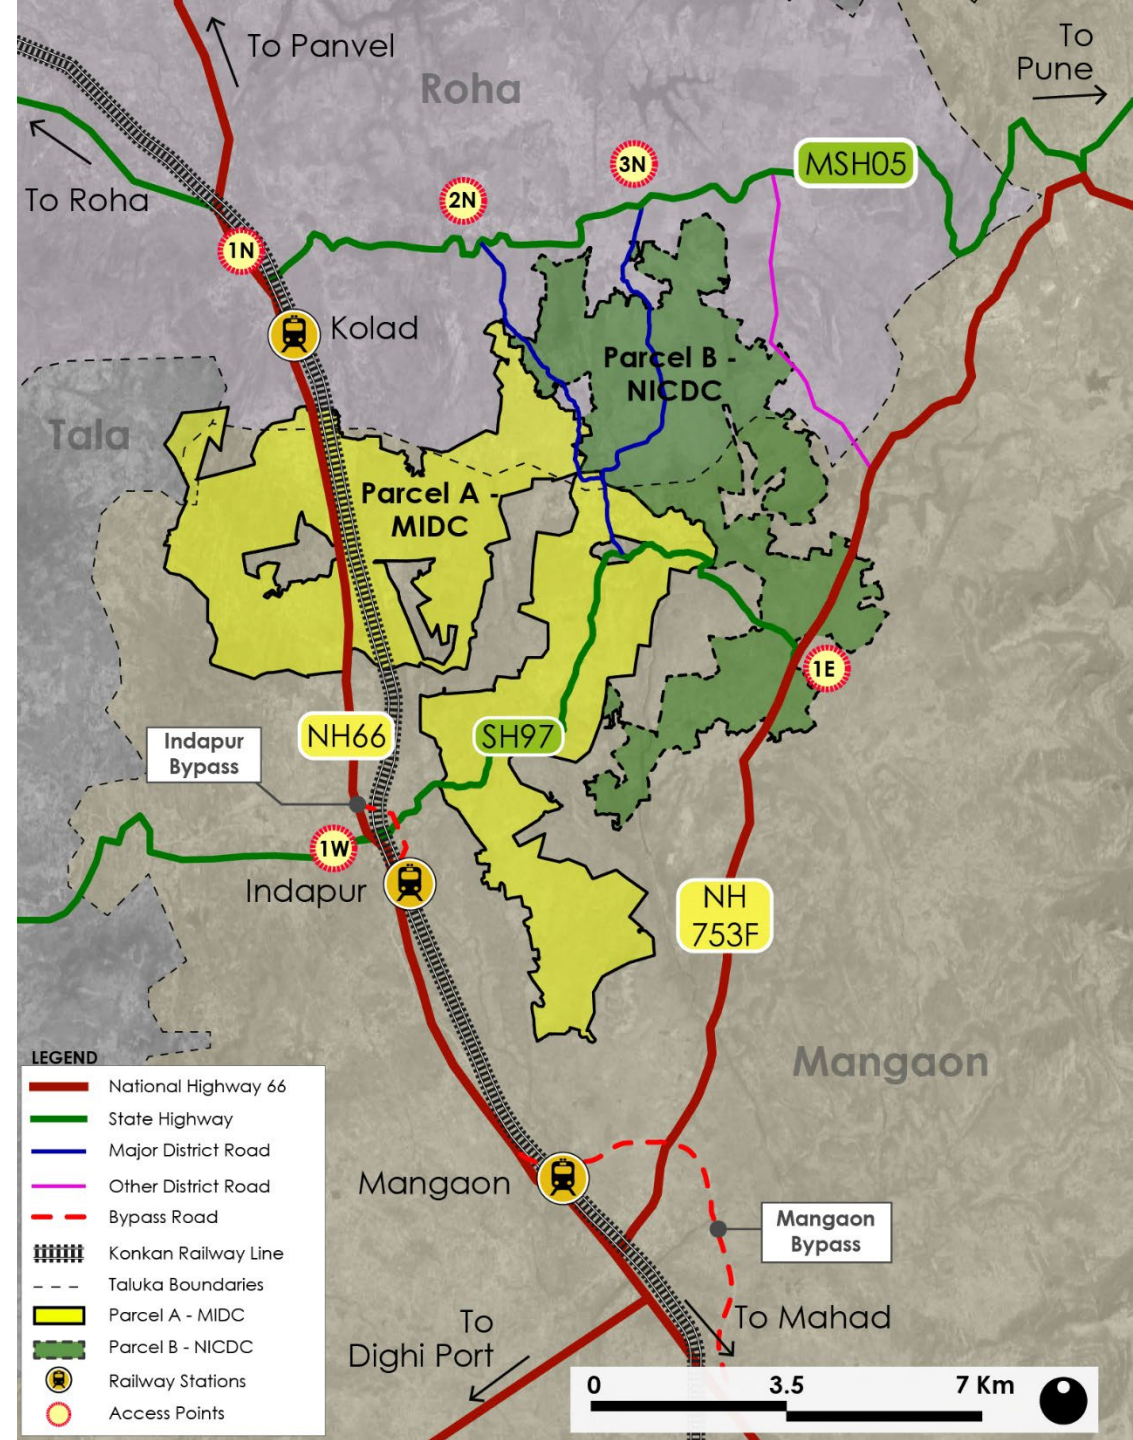 To Panvel
To
Pune
Roha
To Roha
MSH05
3N
2N
1N
Kolad
Tala
Parcel B -
NICDC
Parcel A -
MIDC
1E
NH66
SH97
Indapur
Bypass
1W
Indapur
NH
753F
Mangaon
Mangaon
Mangaon
Bypass
To
Dighi Port
To Mahad
LEGEND
National Highway 66
State Highway
Major District Road
Other District Road
Bypass Road
Konkan Railway Line
Taluka Boundaries
Parcel A - MIDC
Parcel B - NICDC
Railway Stations
Access Points
0 3.5 7 Km